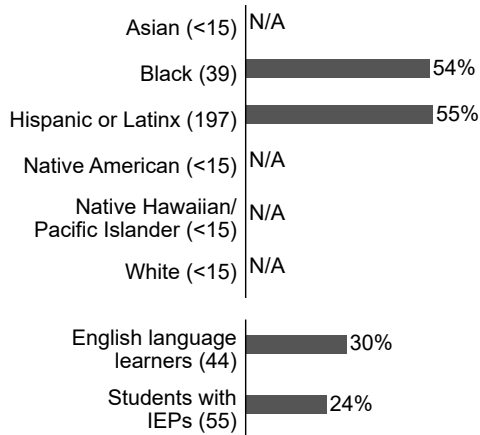 Asian (<15) N/A
Black (39) 54%
Hispanic or Latinx (197) 55%
Native American (<15) N/A
Native Hawaiian/
Pacific Islander (<15) N/A
White (<15) N/A
English language
learners (44) 30%
Students with
IEPs (55) 24%